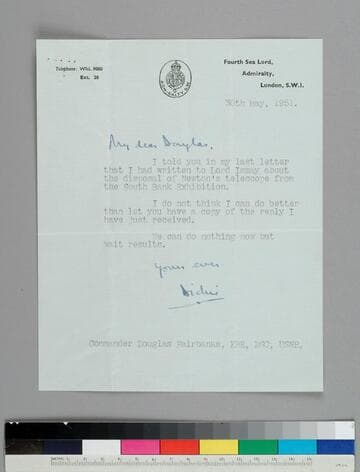 Telephone: Whi. 9000
Ext. 20
ADMIRALTY S.W.
Fourth Sea Lord,
Admiralty,
London, S.W.1.
30th May, 1951.
My dear Douglas,
I told you in my last letter
that I had written to Lord Ismay about
the disposal of Newton's telescope from
the South Bank Exhibition.
I do not think I can do better
than let you have a copy of the reply I
have just received.
We can do nothing now but
wait results.
Yours ever
Dickie
Commander Douglas Fairbanks, KBE, DSC, USNR.